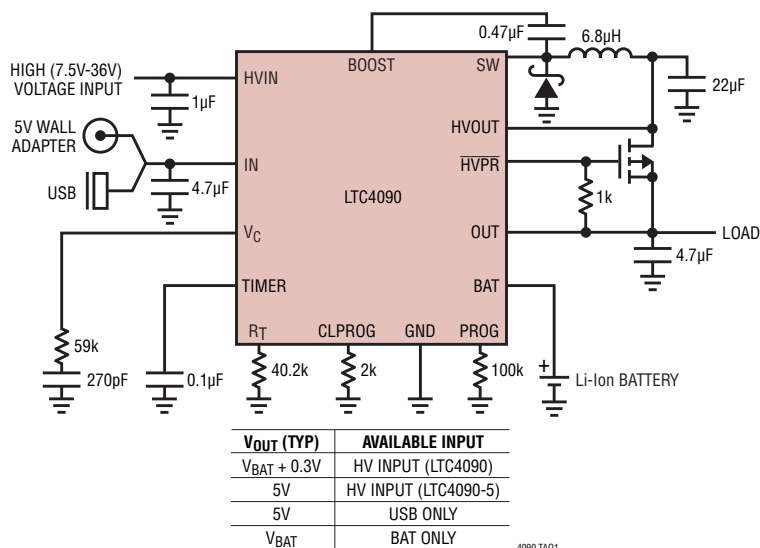 0.47µF
6.8µH
HIGH (7.5V-36V)
VOLTAGE INPUT
HVIN
BOOST
SW
1µF
22µF
5V WALL
ADAPTER
HVOUT
IN
HVPR
USB
4.7µF
LTC4090
1k
VC
OUT
LOAD
4.7µF
TIMER
BAT
RT
CLPROG
GND
PROG
59k
270pF
0.1µF
40.2k
2k
100k
+
Li-Ion BATTERY
VOUT (TYP) AVAILABLE INPUT
VBAT + 0.3V HV INPUT (LTC4090)
5V HV INPUT (LTC4090-5)
5V USB ONLY
VBAT BAT ONLY
4090 TA01